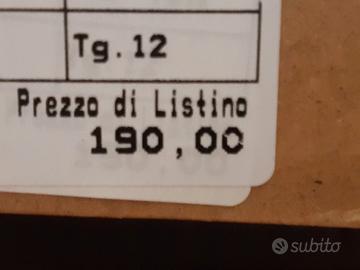 Tg.12
Prezzo di Listino
190,00
subito